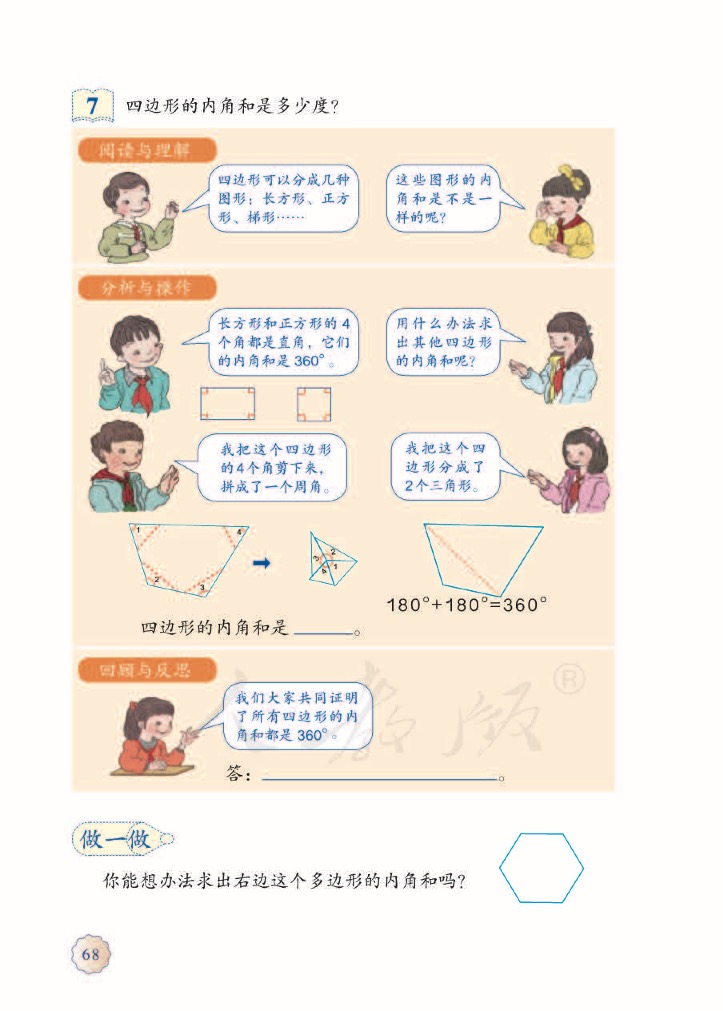 7 四边形的内角和是多少度？
阅读与理解
四边形可以分成几种
图形：长方形、正方
形、梯形……
这些图形的内
角和是不是一
样的呢？
分析与操作
长方形和正方形的 4
个角都是直角，它们
的内角和是 360°。
用什么办法求
出其他四边形
的内角和呢？
我把这个四边形
的4个角剪下来，
拼成了一个周角。
我把这个四
边形分成了
2个三角形。
1
4
2
3
3
2
4
1
180°+180°=360°
四边形的内角和是______。
回顾与反思
我们大家共同证明
了所有四边形的内
角和都是 360°。
答：______________________。
做一做
你能想办法求出右边这个多边形的内角和吗？
68